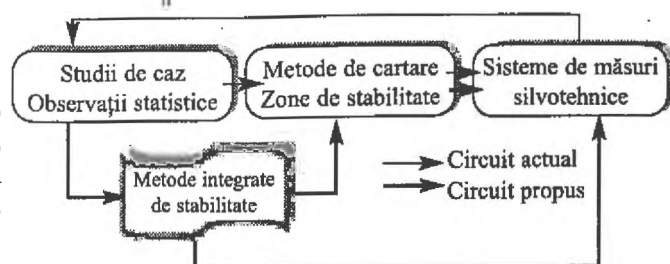 Studii de caz
Observații statistice
Metode de cartare
Zone de stabilitate
Sisteme de măsuri
silvotehnice
Metode integrate
de stabilitate
Circuit actual
Circuit propus